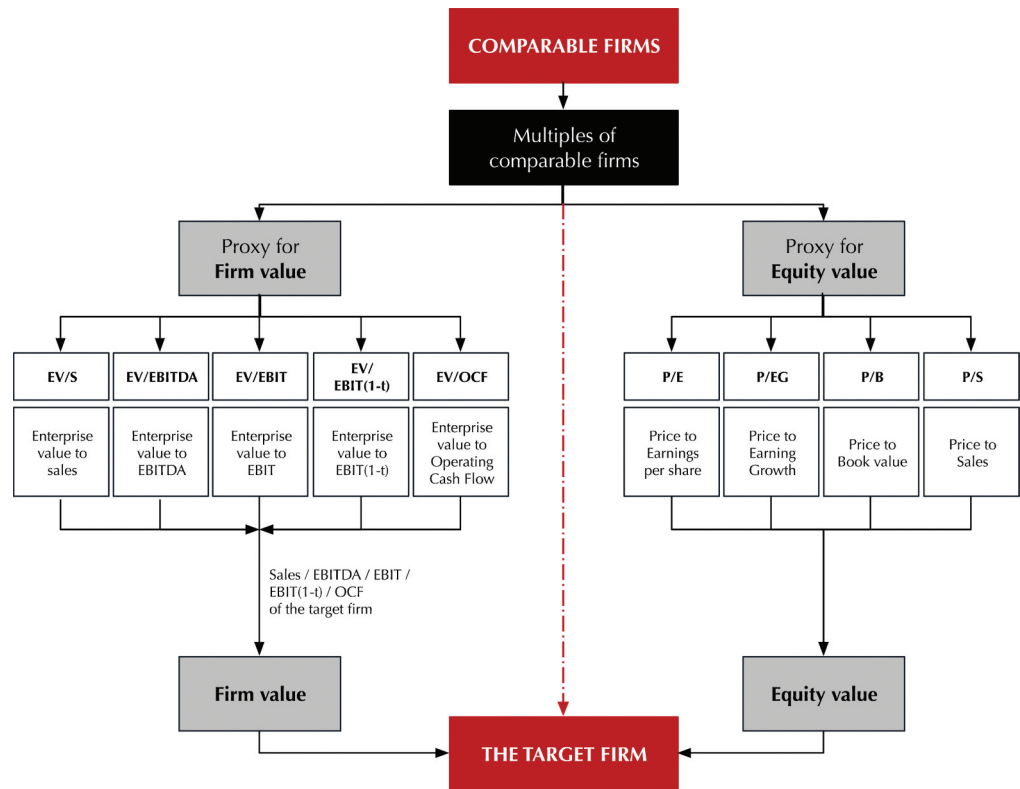 COMPARABLE FIRMS
Multiples of
comparable firms
Proxy for
Firm value
Proxy for
Equity value
EV/S
EV/EBITDA
EV/EBIT
EV/
EBIT(1-t)
EV/OCF
P/E
P/EG
P/B
P/S
Enterprise
value to
sales
Enterprise
value to
EBITDA
Enterprise
value to
EBIT
Enterprise
value to
EBIT(1-t)
Enterprise
value to
Operating
Cash Flow
Price to
Earnings
per share
Price to
Earning
Growth
Price to
Book value
Price to
Sales
Sales / EBITDA / EBIT /
EBIT(1-t) / OCF
of the target firm
Firm value
Equity value
THE TARGET FIRM